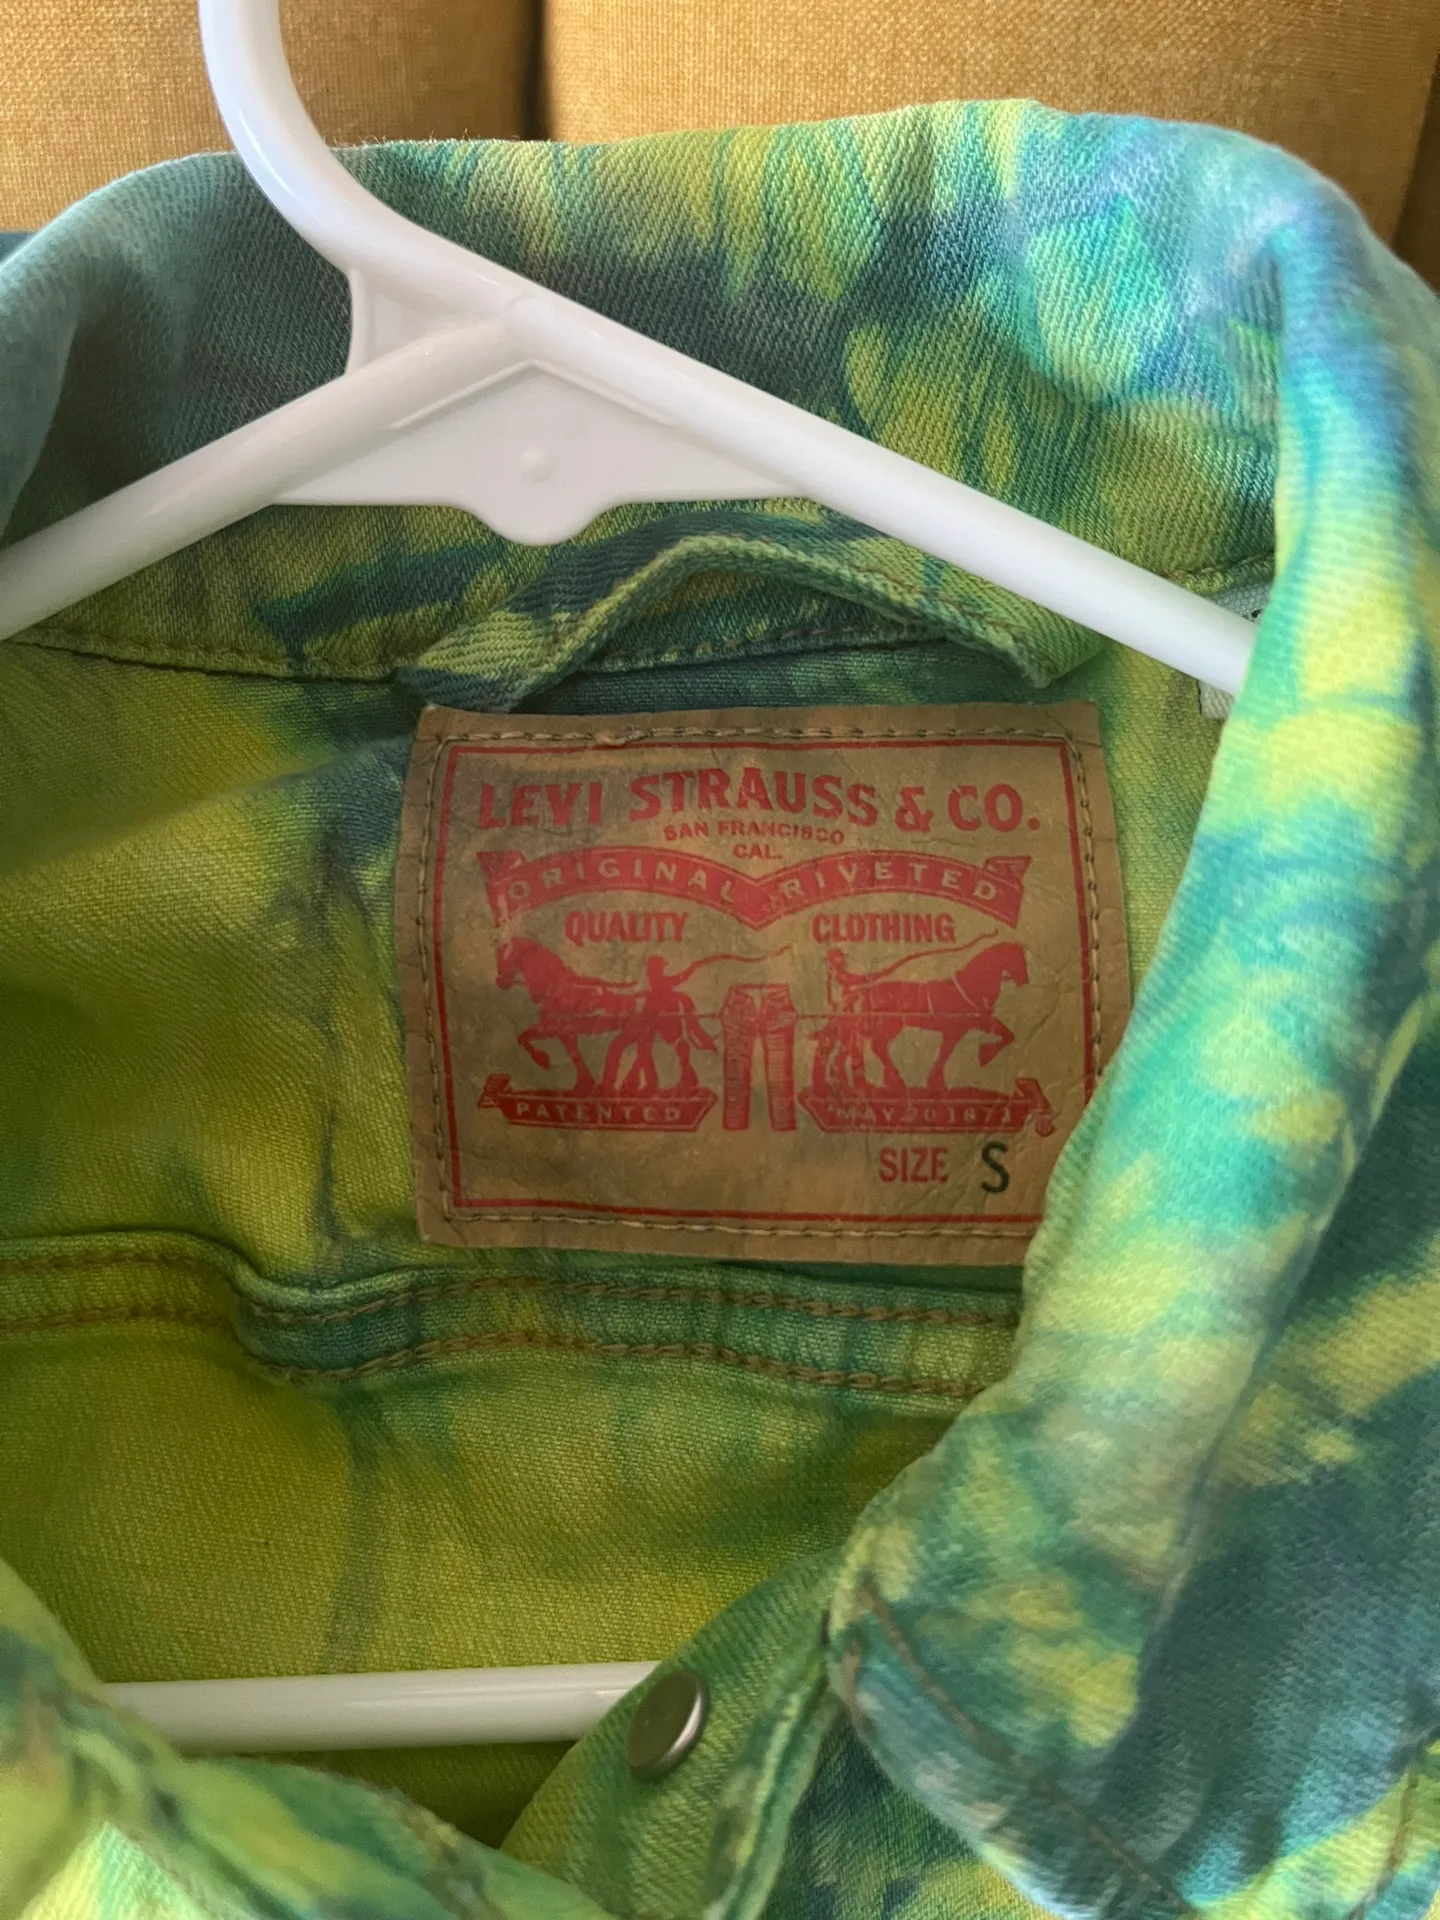 LEVI STRAUSS & CO.
SAN FRANCISCO
CAL.
ORIGINAL RIVETED
QUALITY CLOTHING
PATENTED MAY 20 1873
®
SIZE S